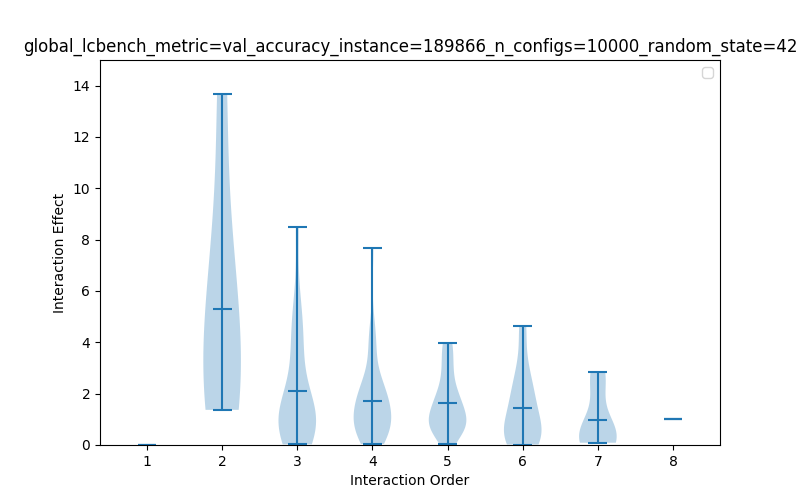 global_lcbench_metric=val_accuracy_instance=189866_n_configs=10000_random_state=42
14
12
10
8
6
4
2
0
Interaction Effect
1 2 3 4 5 6 7 8
Interaction Order